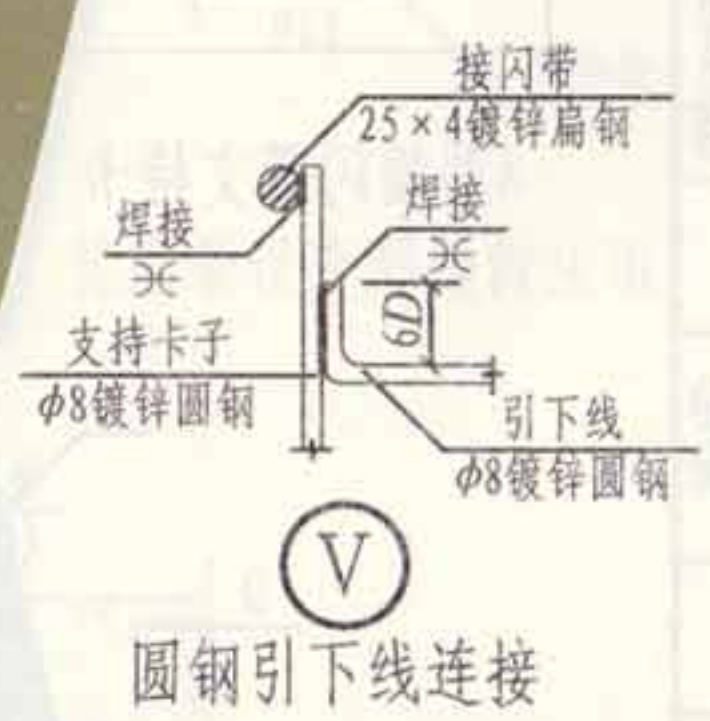 接闪带
25×4镀锌扁钢
焊接
焊接
6D
支持卡子
φ8镀锌圆钢
引下线
φ8镀锌圆钢
V
圆钢引下线连接